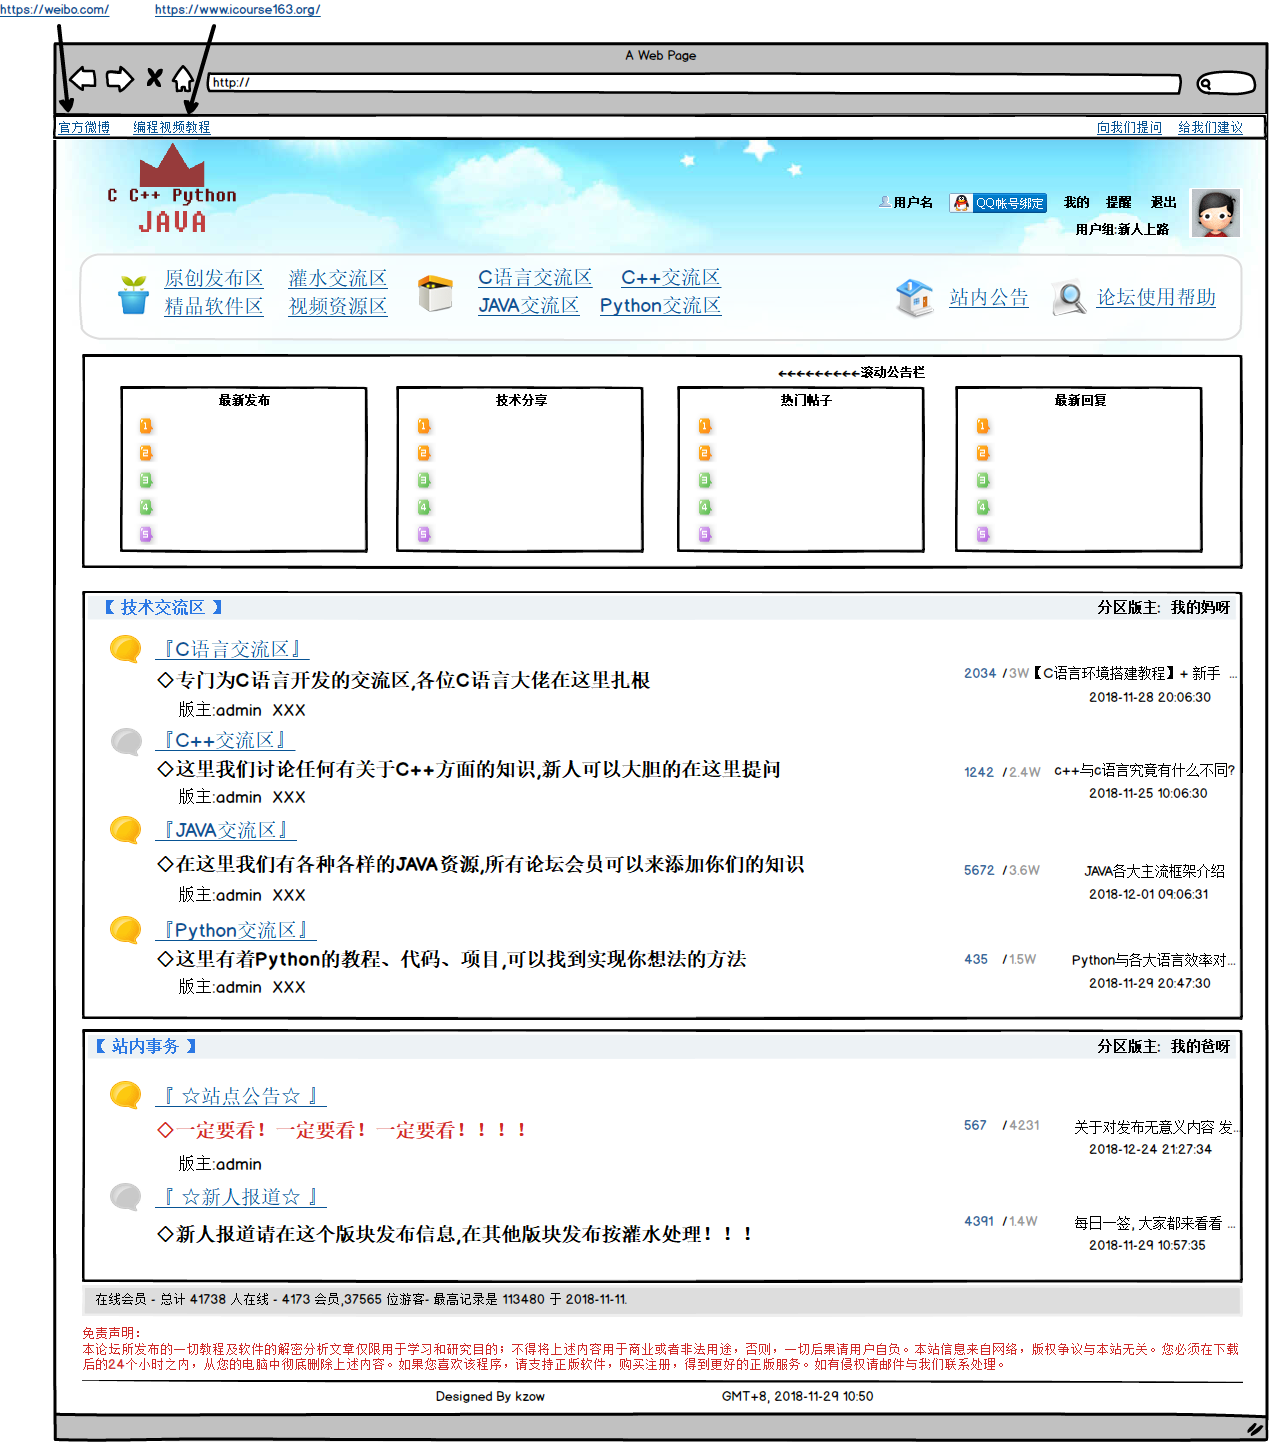 https://weibo.com/ https://www.icourse163.org/
A Web Page
http://
官方微博 编程视频教程 向我们提问 给我们建议
C C++ Python
JAVA
用户名 QQ帐号绑定 我的 提醒 退出
用户组:新人上路
原创发布区 灌水交流区 C语言交流区 C++交流区
精品软件区 视频资源区 JAVA交流区 Python交流区
站内公告 论坛使用帮助
←←←←←←←←←滚动公告栏
最新发布 技术分享 热门帖子 最新回复
1 1 1 1
2 2 2 2
3 3 3 3
4 4 4 4
5 5 5 5
【 技术交流区 】 分区版主: 我的妈呀
『C语言交流区』
◇专门为C语言开发的交流区,各位C语言大佬在这里扎根
2034 /3W 【C语言环境搭建教程】+ 新手 ...
版主:admin XXX
2018-11-28 20:06:30
『C++交流区』
◇这里我们讨论任何有关于C++方面的知识,新人可以大胆的在这里提问
1242 /2.4W c++与c语言究竟有什么不同?
版主:admin XXX
2018-11-25 10:06:30
『JAVA交流区』
◇在这里我们有各种各样的JAVA资源,所有论坛会员可以来添加你们的知识
5672 /3.6W JAVA各大主流框架介绍
版主:admin XXX
2018-12-01 09:06:31
『Python交流区』
◇这里有着Python的教程、代码、项目,可以找到实现你想法的方法
435 /1.5W Python与各大语言效率对...
版主:admin XXX
2018-11-29 20:47:30
【 站内事务 】 分区版主: 我的爸呀
『 ☆站点公告☆ 』
◇一定要看！一定要看！一定要看！！！！
567 /4231 关于对发布无意义内容 发...
2018-12-24 21:27:34
版主:admin
『 ☆新人报道☆ 』
◇新人报道请在这个版块发布信息,在其他版块发布按灌水处理！！！
4391 /1.4W 每日一签, 大家都来看看 ...
2018-11-29 10:57:35
在线会员 - 总计 41738 人在线 - 4173 会员,37565 位游客- 最高记录是 113480 于 2018-11-11.
免责声明:
本论坛所发布的一切教程及软件的解密分析文章仅限用于学习和研究目的；不得将上述内容用于商业或者非法用途，否则，一切后果请用户自负。本站信息来自网络，版权争议与本站无关。您必须在下载
后的24个小时之内，从您的电脑中彻底删除上述内容。如果您喜欢该程序，请支持正版软件，购买注册，得到更好的正版服务。如有侵权请邮件与我们联系处理。
Designed By kzow GMT+8, 2018-11-29 10:50